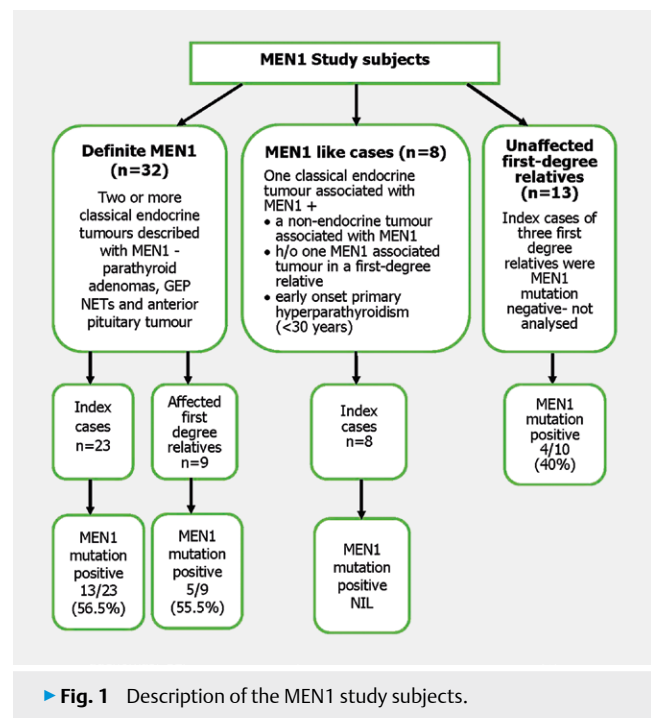 MEN1 Study subjects
Definite MEN1
(n=32)
Two or more
classical endocrine
tumours described
with MEN1 -
parathyroid
adenomas, GEP
NETs and anterior
pituitary tumour
MEN1 like cases (n=8)
One classical endocrine
tumour associated with
MEN1 +
• a non-endocrine tumour
associated with MEN1
• h/o one MEN1 associated
tumour in a first-degree
relative
• early onset primary
hyperparathyroidism
(<30 years)
Unaffected
first-degree
relatives
(n=13)
Index cases of
three first
degree
relatives were
MEN1
mutation
negative- not
analysed
Index
cases
n=23
Affected
first
degree
relatives
n=9
Index
cases
n=8
MEN1
mutation
positive
4/10
(40%)
MEN1
mutation
positive
13/23
(56.5%)
MEN1
mutation
positive
5/9
(55.5%)
MEN1
mutation
positive
NIL
▶ Fig. 1 Description of the MEN1 study subjects.